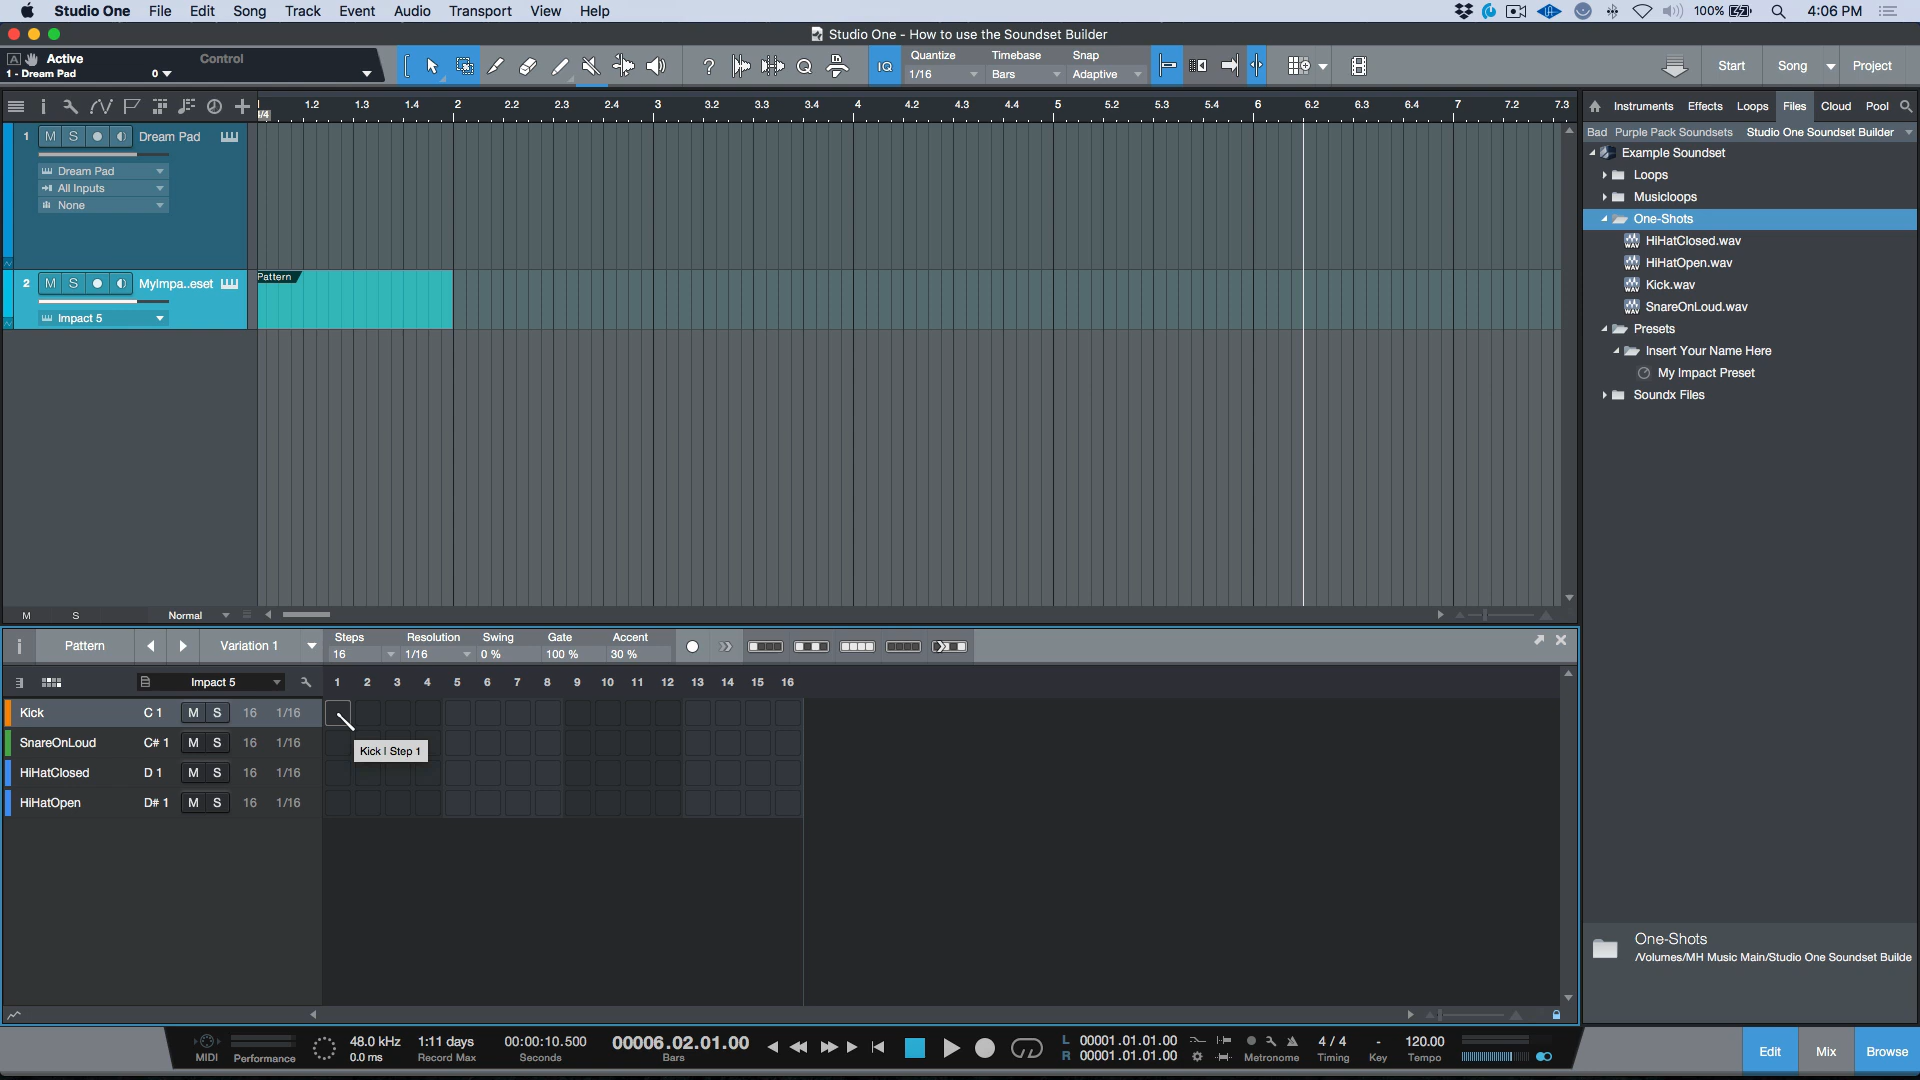 Studio One File Edit Song Track Event Audio Transport View Help 100% 4:06 PM
Studio One - How to use the Soundset Builder
A Active Control
1 - Dream Pad 0
? IQ Quantize Timebase Snap Start Song Project
1/16 Bars Adaptive
1.2 1.3 1.4 2 2.2 2.3 2.4 3 3.2 3.3 3.4 4 4.2 4.3 4.4 5 5.2 5.3 5.4 6 6.2 6.3 6.4 7 7.2 7.3
Instruments Effects Loops Files Cloud Pool
Bad Purple Pack Soundsets Studio One Soundset Builder
1 M S Dream Pad
Dream Pad
All Inputs
None
2 M S MyImpa..eset
Impact 5
Pattern
Example Soundset
Loops
Musicloops
One-Shots
HiHatClosed.wav
HiHatOpen.wav
Kick.wav
SnareOnLoud.wav
Presets
Insert Your Name Here
My Impact Preset
Soundx Files
M S Normal
Pattern Variation 1
Steps Resolution Swing Gate Accent
16 1/16 0 % 100 % 30 %
Impact 5 1 2 3 4 5 6 7 8 9 10 11 12 13 14 15 16
Kick C 1 M S 16 1/16
SnareOnLoud C# 1 M S 16 1/16
Kick | Step 1
HiHatClosed D 1 M S 16 1/16
HiHatOpen D# 1 M S 16 1/16
One-Shots
/Volumes/MH Music Main/Studio One Soundset Builde
MIDI Performance
48.0 kHz 1:11 days 00:00:10.500 00006.02.01.00
0.0 ms Record Max Seconds Bars
L 00001.01.01.00
R 00001.01.01.00
Metronome
4 / 4 - 120.00
Timing Key Tempo
Edit Mix Browse